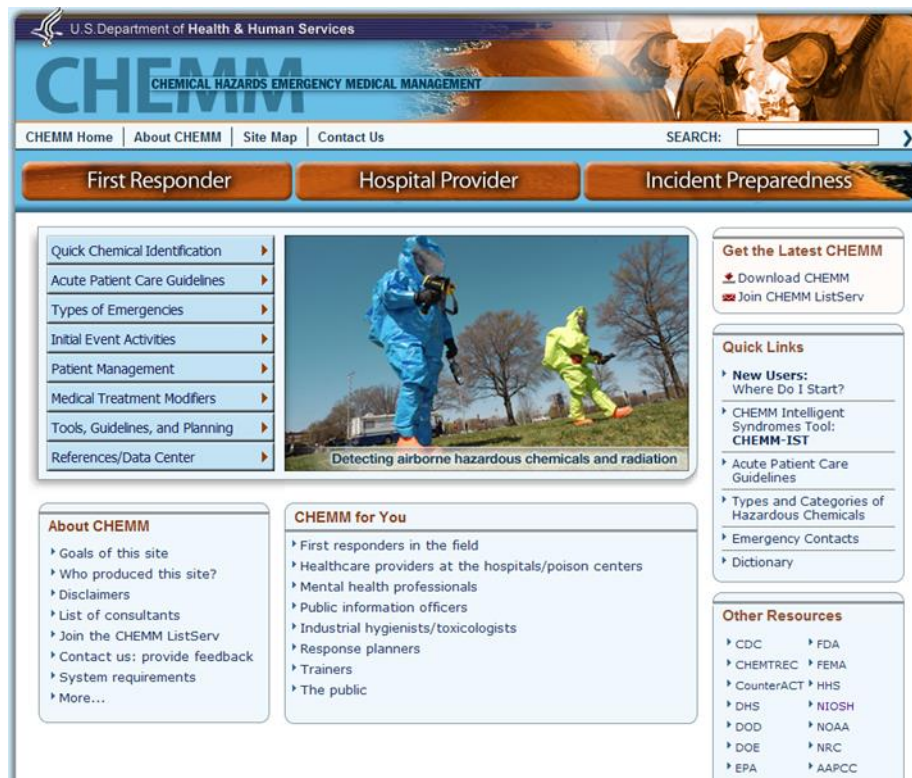 U.S.Department of Health & Human Services
CHEMM
CHEMICAL HAZARDS EMERGENCY MEDICAL MANAGEMENT
CHEMM Home | About CHEMM | Site Map | Contact Us
SEARCH:
First Responder
Hospital Provider
Incident Preparedness
Quick Chemical Identification
Acute Patient Care Guidelines
Types of Emergencies
Initial Event Activities
Patient Management
Medical Treatment Modifiers
Tools, Guidelines, and Planning
References/Data Center
Detecting airborne hazardous chemicals and radiation
About CHEMM
Goals of this site
Who produced this site?
Disclaimers
List of consultants
Join the CHEMM ListServ
Contact us: provide feedback
System requirements
More...
CHEMM for You
First responders in the field
Healthcare providers at the hospitals/poison centers
Mental health professionals
Public information officers
Industrial hygienists/toxicologists
Response planners
Trainers
The public
Get the Latest CHEMM
Download CHEMM
Join CHEMM ListServ
Quick Links
New Users:
Where Do I Start?
CHEMM Intelligent
Syndromes Tool:
CHEMM-IST
Acute Patient Care
Guidelines
Types and Categories of
Hazardous Chemicals
Emergency Contacts
Dictionary
Other Resources
CDC
CHEMTREC
CounterACT
DHS
DOD
DOE
EPA
FDA
FEMA
HHS
NIOSH
NOAA
NRC
AAPCC